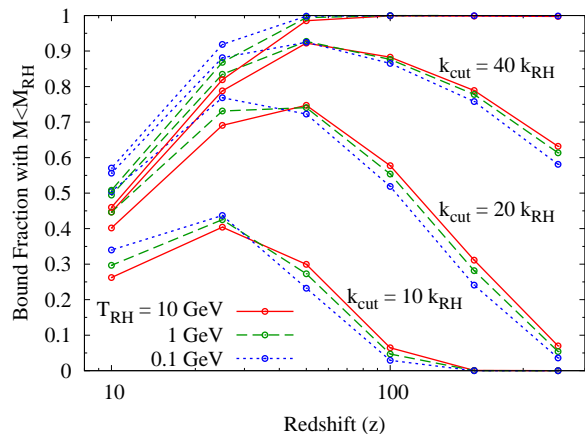 1
0.9
0.8
0.7
0.6
0.5
0.4
0.3
0.2
0.1
0
Bound Fraction with M<M_RH
k_cut = 40 k_RH
k_cut = 20 k_RH
k_cut = 10 k_RH
T_RH = 10 GeV
1 GeV
0.1 GeV
10
100
Redshift (z)